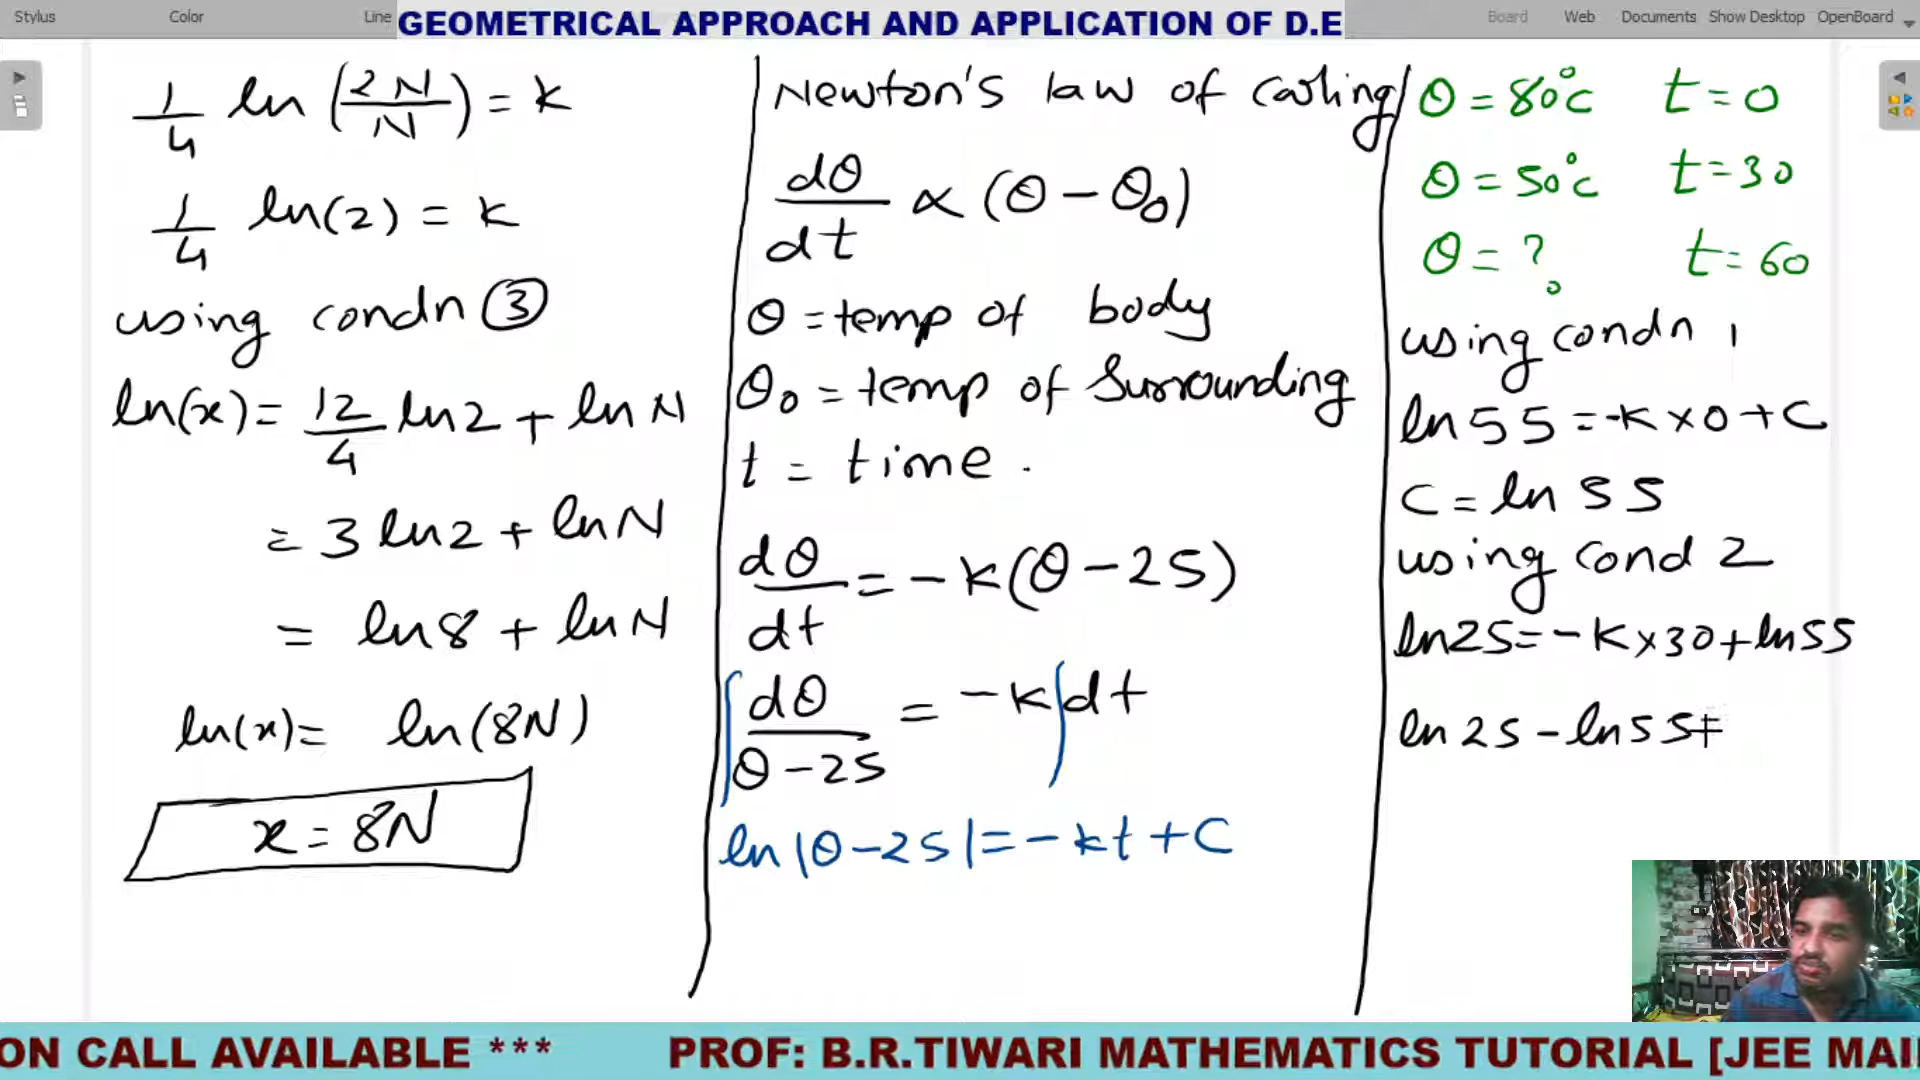 Stylus Color Line Board Web Documents Show Desktop OpenBoard
GEOMETRICAL APPROACH AND APPLICATION OF D.E
1/4 ln (2N/N) = k
1/4 ln(2) = k
using condn ③
ln(x) = 12/4 ln2 + ln N
= 3 ln2 + ln N
= ln8 + ln N
ln(x) = ln(8N)
x = 8N
Newton's law of cooling
dθ/dt ∝ (θ - θ₀)
θ = temp of body
θ₀ = temp of Surrounding
t = time .
dθ/dt = -k(θ-25)
∫ dθ/(θ-25) = -k ∫ dt
ln|θ-25| = -kt + C
θ = 80°c t = 0
θ = 50°c t = 30
θ = ? t = 60
using condn 1
ln 55 = -k×0 + C
C = ln 55
using cond 2
ln25 = -k×30 + ln55
ln 25 - ln 55 =
ON CALL AVAILABLE *** PROF: B.R.TIWARI MATHEMATICS TUTORIAL [JEE MAI